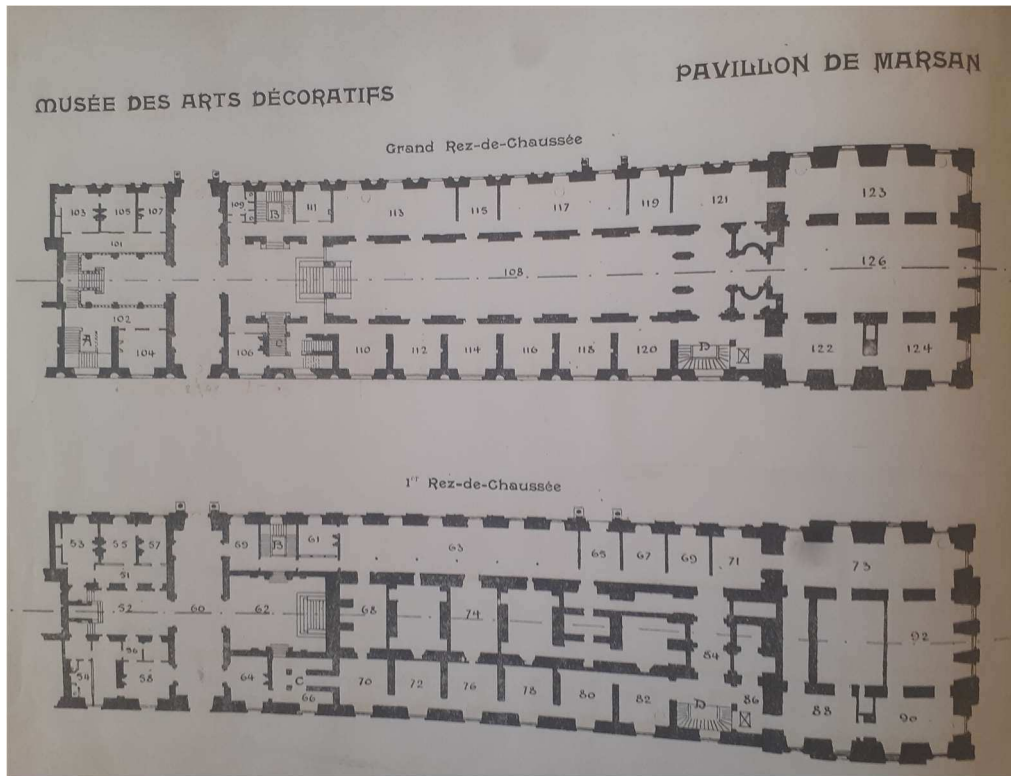 MUSÉE DES ARTS DÉCORATIFS
PAVILLON DE MARSAN
Grand Rez-de-Chaussée
103 105 107 109 B 111 113 115 117 119 121 123
101
108 126
102
A 104 106 C 110 112 114 116 118 120 D 122 124
1er Rez-de-Chaussée
53 55 57 59 B 61 63 65 67 69 71 73
51
52 60 62 68 74 92
56 84
54 58 64 C 70 72 76 78 80 82 D 86 88 90
66